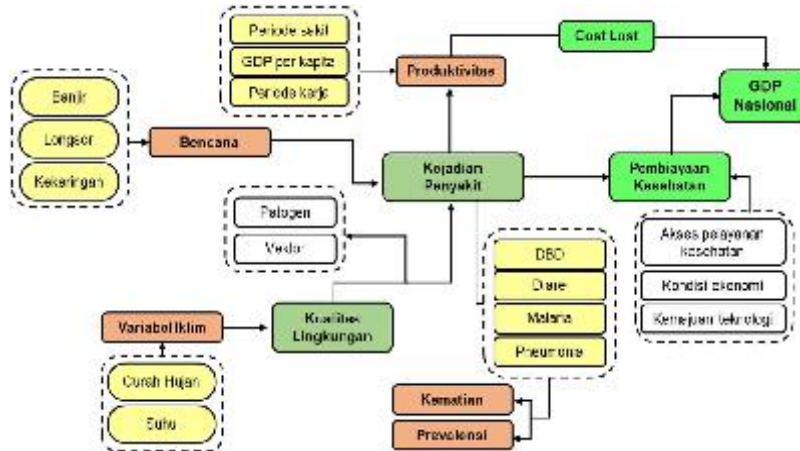 Periode sakit
GDP per kapita
Periode kerja
Produktivitas
Cost Lost
GDP
Nasional
Banjir
Longsor
Kekeringan
Bencana
Kejadian
Penyakit
Pembiayaan
Kesehatan
Patogen
Vektor
Akses pelayanan
kesehatan
Kondisi ekonomi
Kemajuan teknologi
DBD
Diare
Malaria
Pneumonia
Variabel Iklim
Kualitas
Lingkungan
Curah Hujan
Suhu
Kematian
Prevalensi